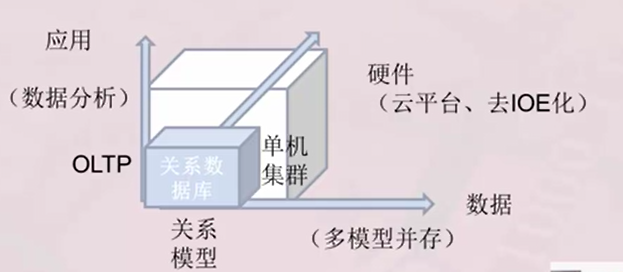 应用
（数据分析）
硬件
（云平台、去IOE化）
OLTP
关系数
据库
单机
集群
关系
模型
数据
（多模型并存）